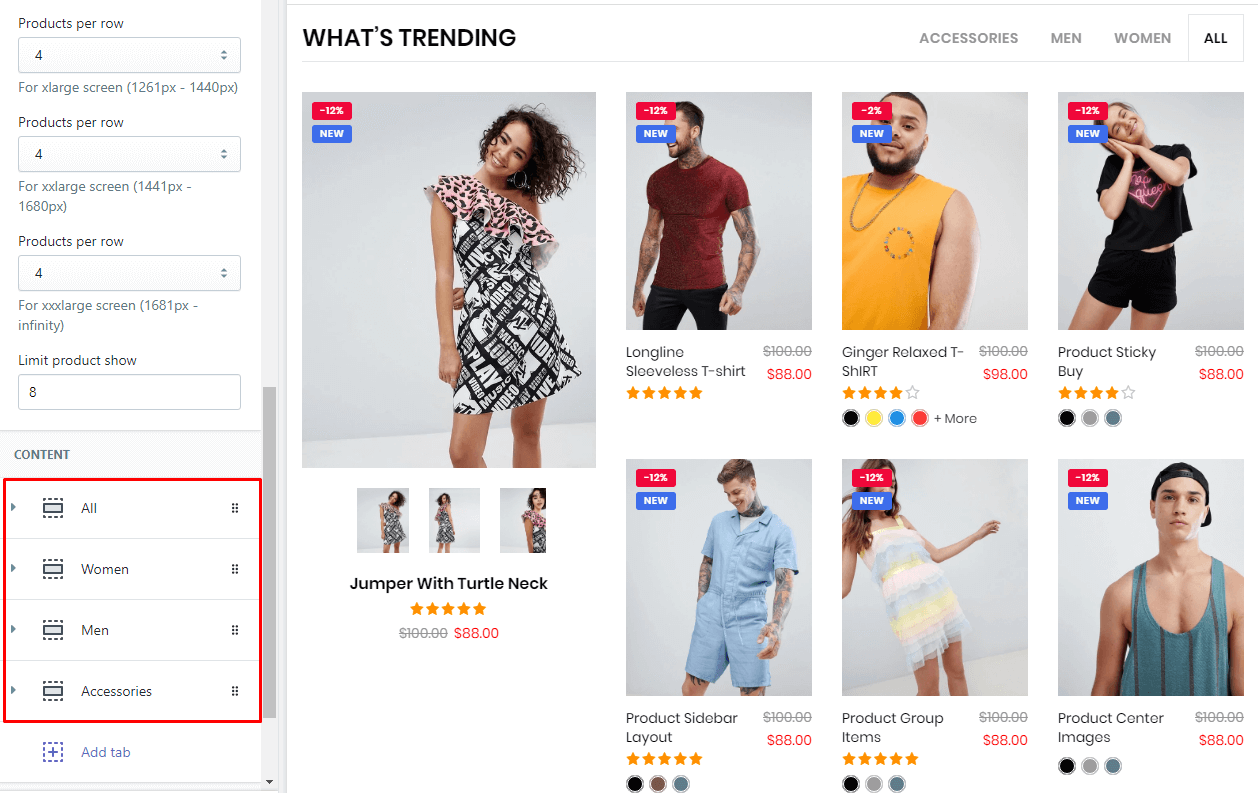 Products per row
4
For xlarge screen (1261px - 1440px)
Products per row
4
For xxlarge screen (1441px -
1680px)
Products per row
4
For xxxlarge screen (1681px -
infinity)
Limit product show
8
CONTENT
All
Women
Men
Accessories
Add tab
WHAT'S TRENDING
ACCESSORIES MEN WOMEN ALL
-12%
NEW
Jumper With Turtle Neck
$100.00 $88.00
-12%
NEW
Longline
Sleeveless T-shirt
$100.00
$88.00
-2%
NEW
Ginger Relaxed T-
ShIRT
$100.00
$98.00
+ More
-12%
NEW
Product Sticky
Buy
$100.00
$88.00
-12%
NEW
Product Sidebar
Layout
$100.00
$88.00
-12%
NEW
Product Group
Items
$100.00
$88.00
-12%
NEW
Product Center
Images
$100.00
$88.00